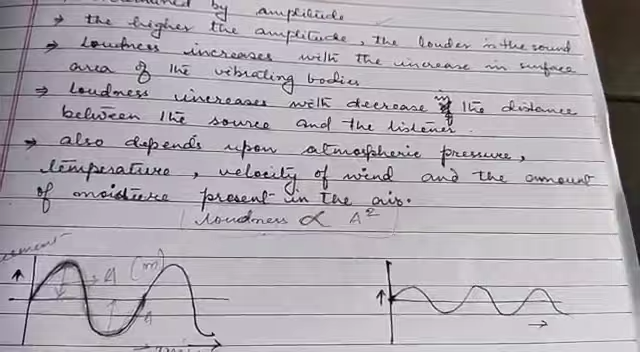 by amplitude
→ the higher the amplitude, the louder is the sound
→ Loudness increases with the increase in surface
area of the vibrating bodies
→ Loudness increases with decrease in the distance
between the source and the listener.
→ also depends upon atmospheric pressure,
temperature, velocity of wind and the amount
of moisture present in the air.
Loudness ∝ A²
A (m)
A